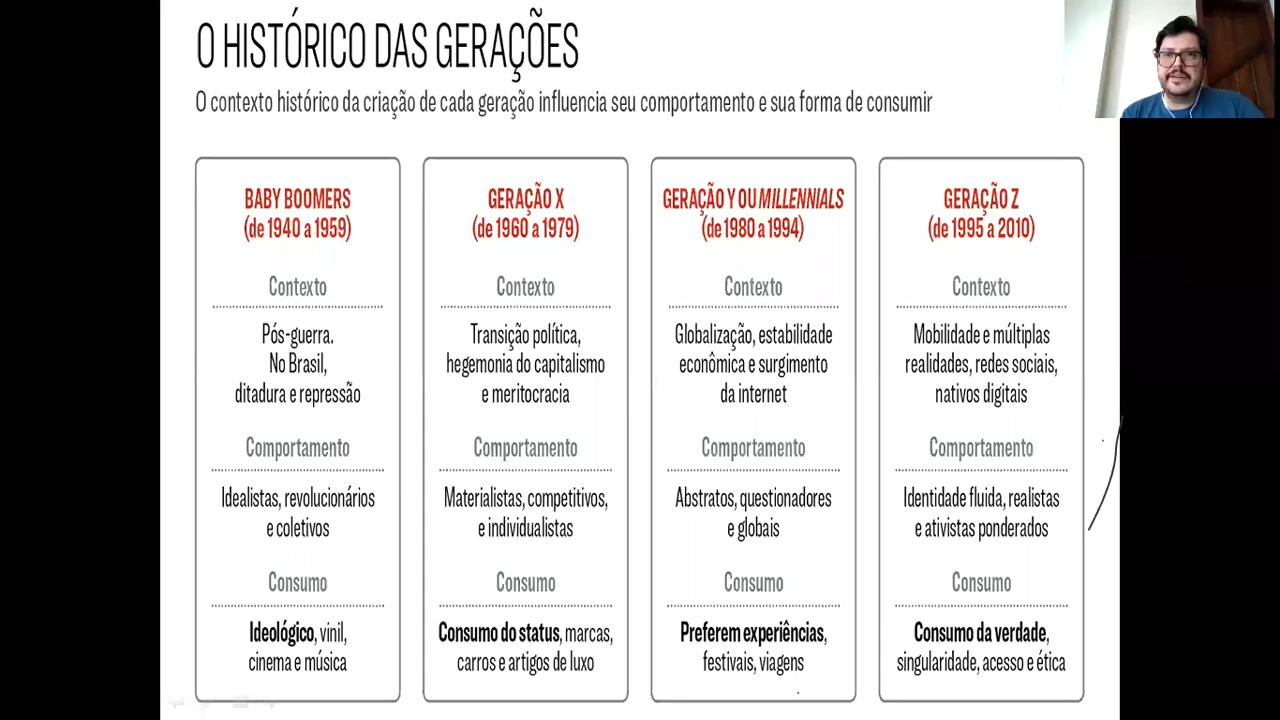 O HISTÓRICO DAS GERAÇÕES
O contexto histórico da criação de cada geração influencia seu comportamento e sua forma de consumir
BABY BOOMERS
(de 1940 a 1959)
Contexto
Pós-guerra.
No Brasil,
ditadura e repressão
Comportamento
Idealistas, revolucionários
e coletivos
Consumo
Ideológico, vinil,
cinema e música
GERAÇÃO X
(de 1960 a 1979)
Contexto
Transição política,
hegemonia do capitalismo
e meritocracia
Comportamento
Materialistas, competitivos,
e individualistas
Consumo
Consumo do status, marcas,
carros e artigos de luxo
GERAÇÃO Y OU MILLENNIALS
(de 1980 a 1994)
Contexto
Globalização, estabilidade
econômica e surgimento
da internet
Comportamento
Abstratos, questionadores
e globais
Consumo
Preferem experiências,
festivais, viagens
GERAÇÃO Z
(de 1995 a 2010)
Contexto
Mobilidade e múltiplas
realidades, redes sociais,
nativos digitais
Comportamento
Identidade fluida, realistas
e ativistas ponderados
Consumo
Consumo da verdade,
singularidade, acesso e ética